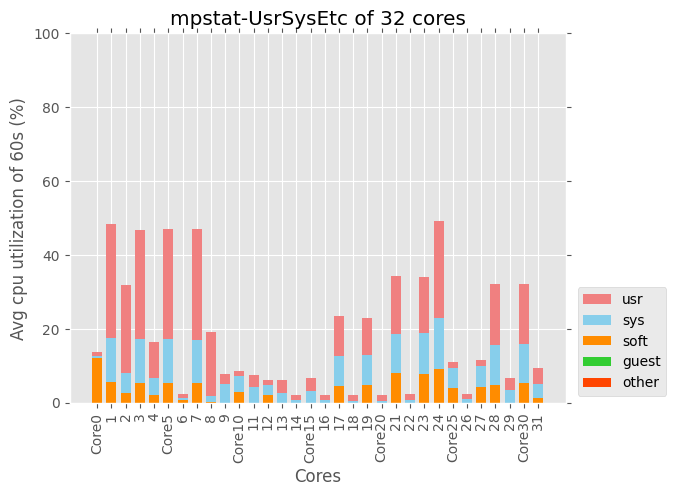 mpstat-UsrSysEtc of 32 cores
Avg cpu utilization of 60s (%)
100
80
60
40
20
0
Core0
1
2
3
4
Core5
6
7
8
9
Core10
11
12
13
14
Core15
16
17
18
19
Core20
21
22
23
24
Core25
26
27
28
29
Core30
31
Cores
usr
sys
soft
guest
other